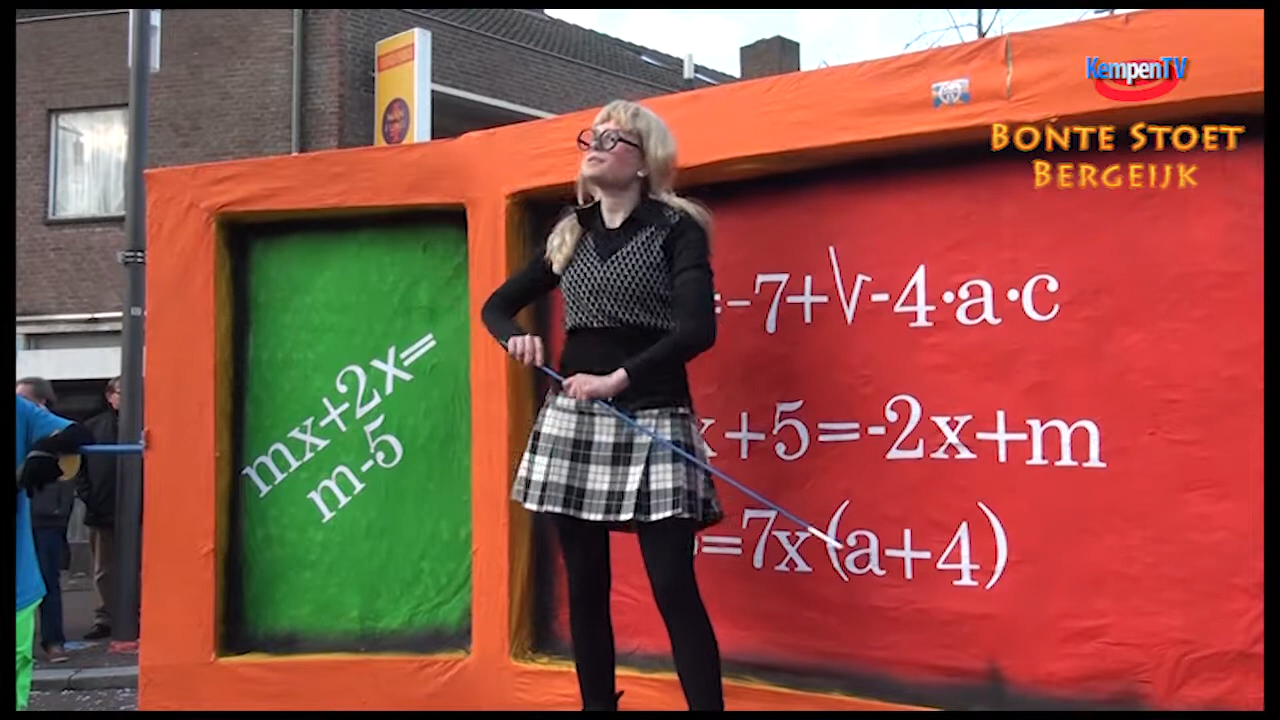 KempenTV
BONTE STOET
BERGEIJK
mx+2x=
m-5
=-7+√-4·a·c
x+5=-2x+m
=7x(a+4)